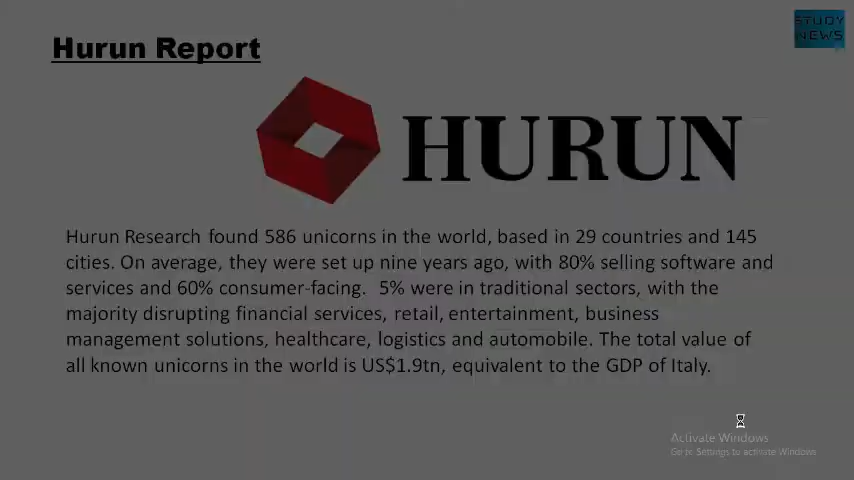 Hurun Report
STUDY
NEWS
HURUN
Hurun Research found 586 unicorns in the world, based in 29 countries and 145
cities. On average, they were set up nine years ago, with 80% selling software and
services and 60% consumer-facing.  5% were in traditional sectors, with the
majority disrupting financial services, retail, entertainment, business
management solutions, healthcare, logistics and automobile. The total value of
all known unicorns in the world is US$1.9tn, equivalent to the GDP of Italy.
Activate Windows
Go to Settings to activate Windows